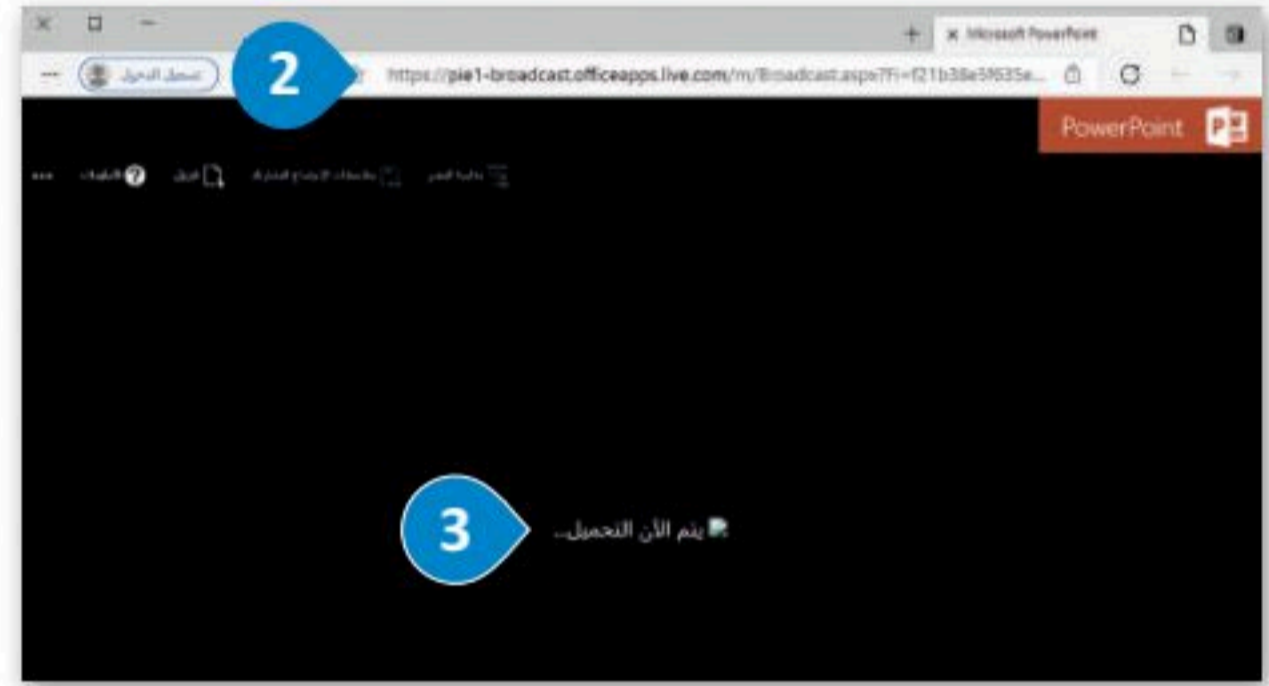 Microsoft PowerPoint
https://pie1-broadcast.officeapps.live.com/m/Broadcast.aspx?Fi=f21b38e5f635e...
تسجيل الدخول
2
PowerPoint
3
يتم الآن التحميل...